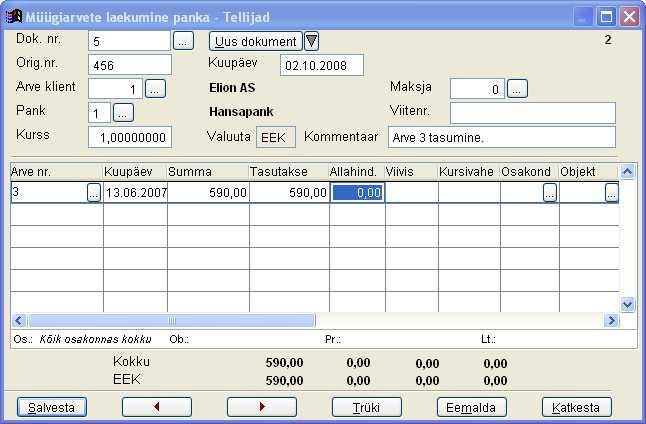 Müügiarvete laekumine panka - Tellijad
Dok. nr. 5 ... Uus dokument 2
Orig.nr. 456 Kuupäev 02.10.2008
Arve klient 1 ... Elion AS Maksja 0 ...
Pank 1 ... Hansapank Viitenr.
Kurss 1,00000000 Valuuta EEK Kommentaar Arve 3 tasumine.
Arve nr. Kuupäev Summa Tasutakse Allahind. Viivis Kursivahe Osakond Objekt
3 ... 13.06.2007 590,00 590,00 0,00 ... ...
Os.: Kõik osakonnas kokku Ob.: Pr.: Lt.:
Kokku 590,00 0,00 0,00 0,00
EEK 590,00 0,00 0,00 0,00
Salvesta Trüki Eemalda Katkesta